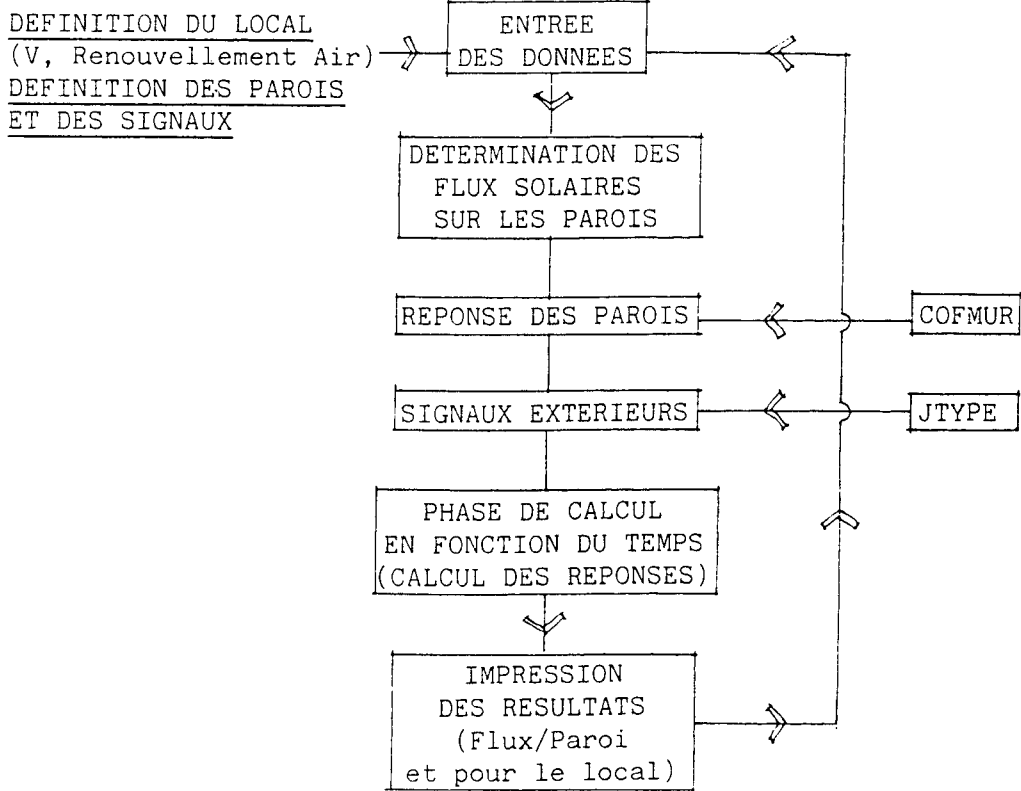 DEFINITION DU LOCAL
(V, Renouvellement Air)
DEFINITION DES PAROIS
ET DES SIGNAUX
ENTREE
DES DONNEES
DETERMINATION DES
FLUX SOLAIRES
SUR LES PAROIS
REPONSE DES PAROIS
COFMUR
SIGNAUX EXTERIEURS
JTYPE
PHASE DE CALCUL
EN FONCTION DU TEMPS
(CALCUL DES REPONSES)
IMPRESSION
DES RESULTATS
(Flux/Paroi
et pour le local)